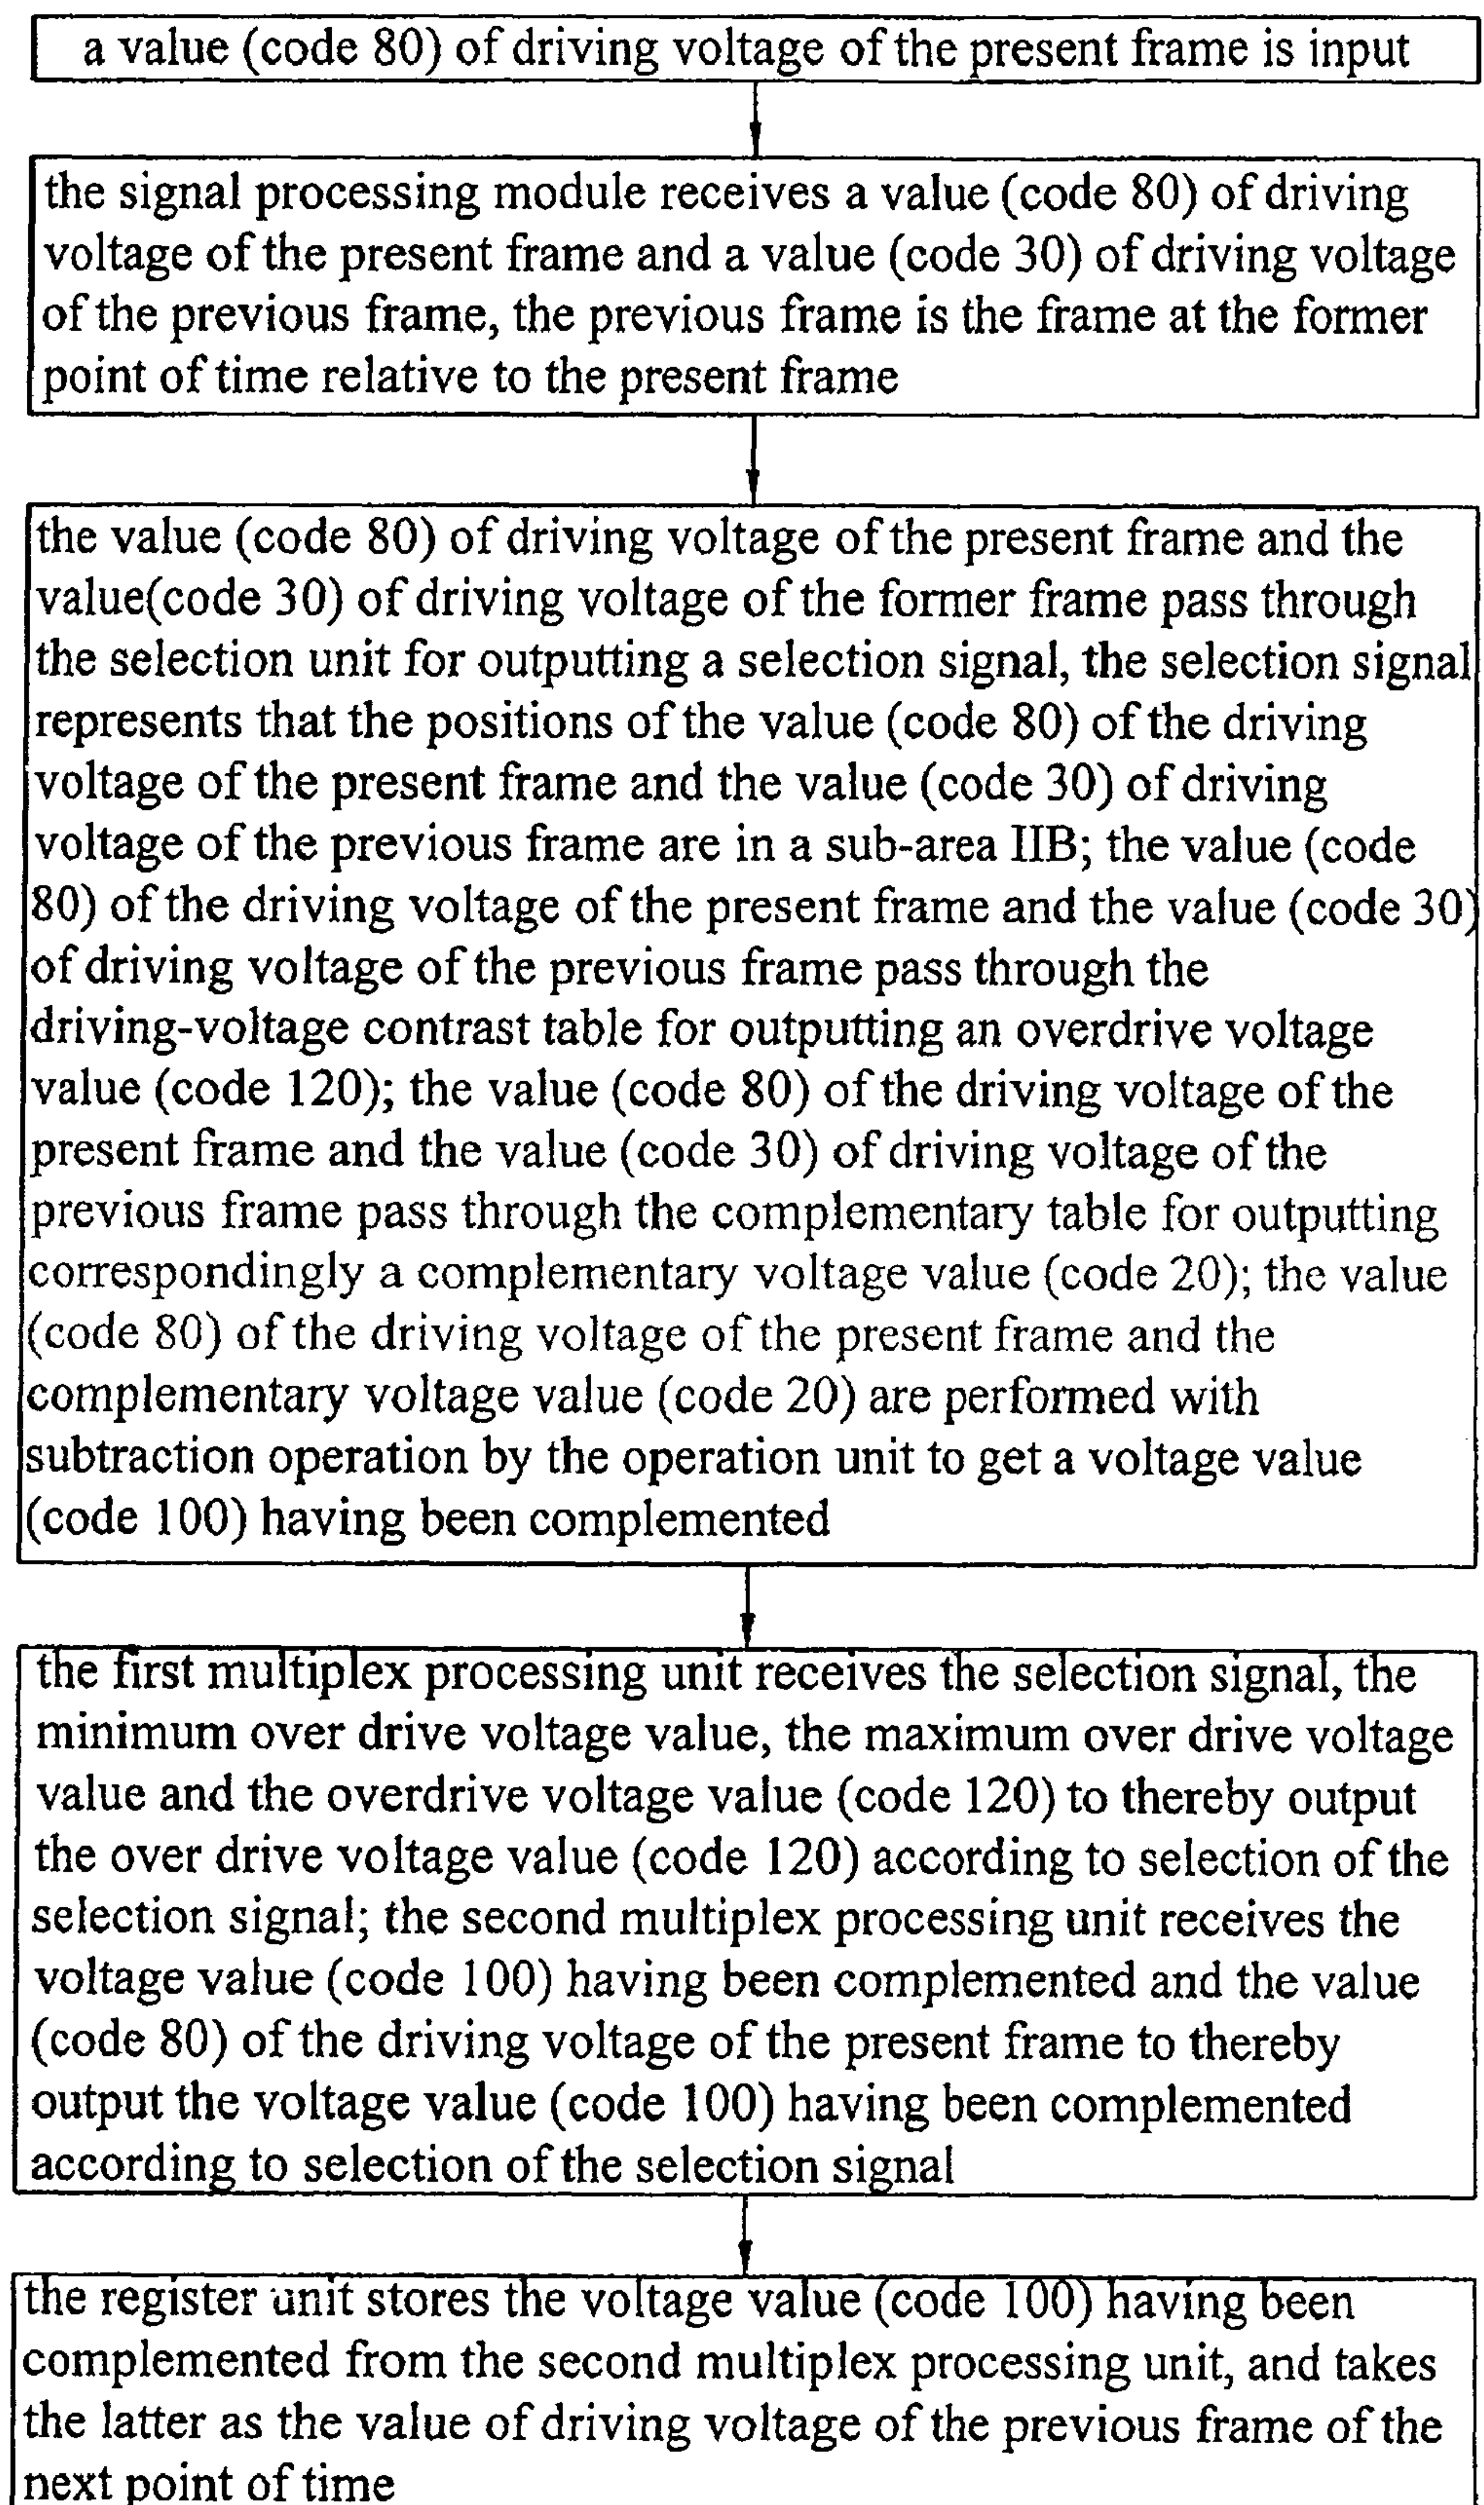 a value (code 80) of driving voltage of the present frame is input
the signal processing module receives a value (code 80) of driving
voltage of the present frame and a value (code 30) of driving voltage
of the previous frame, the previous frame is the frame at the former
point of time relative to the present frame
the value (code 80) of driving voltage of the present frame and the
value(code 30) of driving voltage of the former frame pass through
the selection unit for outputting a selection signal, the selection signal
represents that the positions of the value (code 80) of the driving
voltage of the present frame and the value (code 30) of driving
voltage of the previous frame are in a sub-area IIB; the value (code
80) of the driving voltage of the present frame and the value (code 30)
of driving voltage of the previous frame pass through the
driving-voltage contrast table for outputting an overdrive voltage
value (code 120); the value (code 80) of the driving voltage of the
present frame and the value (code 30) of driving voltage of the
previous frame pass through the complementary table for outputting
correspondingly a complementary voltage value (code 20); the value
(code 80) of the driving voltage of the present frame and the
complementary voltage value (code 20) are performed with
subtraction operation by the operation unit to get a voltage value
(code 100) having been complemented
the first multiplex processing unit receives the selection signal, the
minimum over drive voltage value, the maximum over drive voltage
value and the overdrive voltage value (code 120) to thereby output
the over drive voltage value (code 120) according to selection of the
selection signal; the second multiplex processing unit receives the
voltage value (code 100) having been complemented and the value
(code 80) of the driving voltage of the present frame to thereby
output the voltage value (code 100) having been complemented
according to selection of the selection signal
the register unit stores the voltage value (code 100) having been
complemented from the second multiplex processing unit, and takes
the latter as the value of driving voltage of the previous frame of the
next point of time